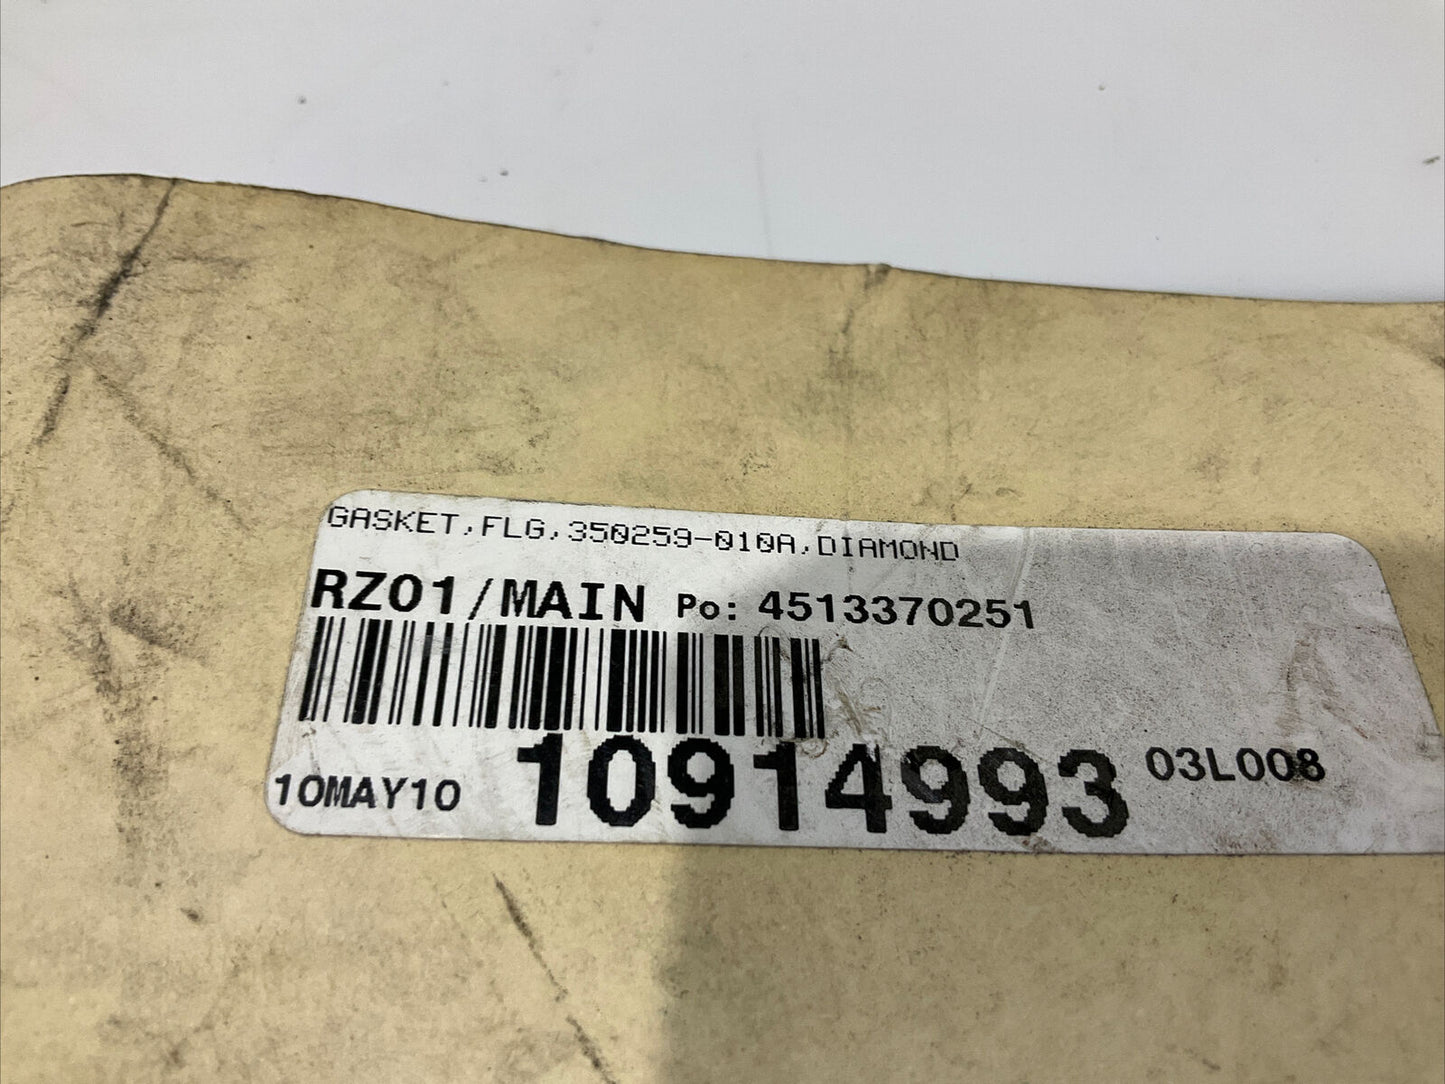 GASKET,FLG,350259-010A,DIAMOND
RZ01/MAIN Po: 4513370251
10MAY10 10914993 03L008